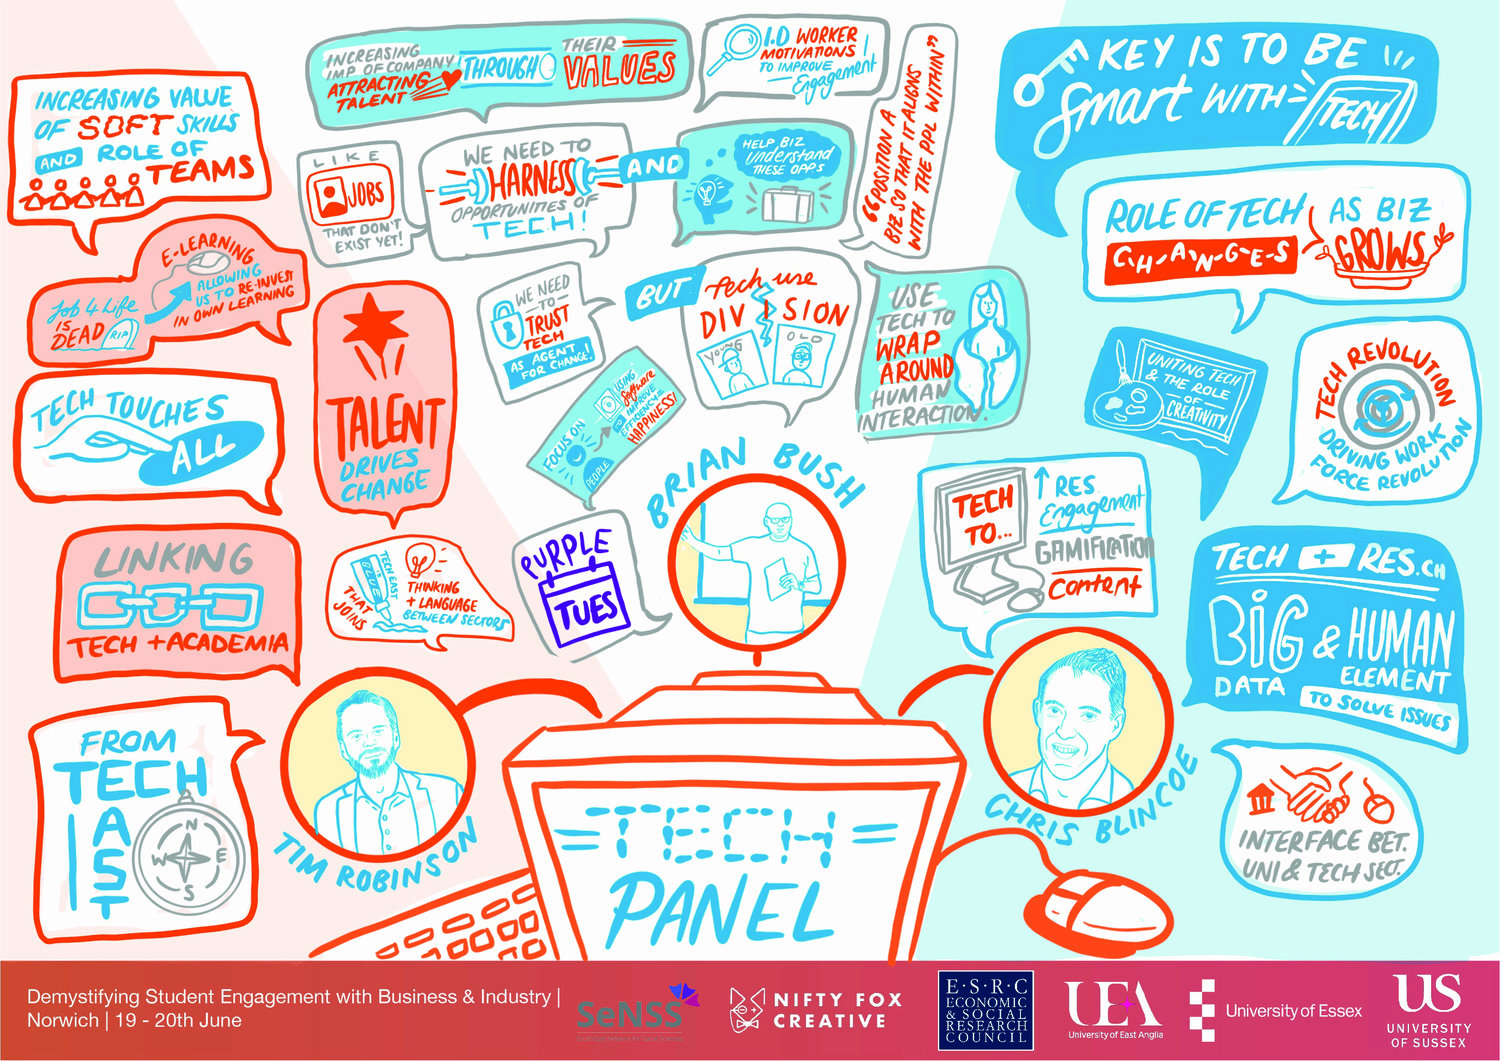 INCREASING VALUE
OF SOFT SKILLS
AND ROLE OF
TEAMS
E-LEARNING
ALLOWING
US TO RE-INVEST
IN OWN LEARNING
Job 4 Life
IS
DEAD
RIP
TECH TOUCHES
ALL
TALENT
DRIVES
CHANGE
LINKING
TECH + ACADEMIA
TECH EAST
GLUE
THAT
JOINS
THINKING
+ LANGUAGE
BETWEEN SECTORS
FROM
TECH
EAST
N
W E
S
TIM ROBINSON
INCREASING
IMP OF COMPANY
ATTRACTING
TALENT
THROUGH
THEIR
VALUES
I.D WORKER
MOTIVATIONS
TO IMPROVE
Engagement
"POSITION A
BIZ SO THAT IT ALIGNS
WITH THE PPL WITHIN"
LIKE
JOBS
THAT DON'T
EXIST YET!
WE NEED TO
HARNESS
OPPORTUNITIES OF
TECH!
AND
HELP BIZ
Understand
THESE OPPS
WE NEED
TO
TRUST
TECH
AS AGENT
FOR CHANGE!
BUT
tech use
DIVISION
YOUNG
OLD
USE
TECH TO
WRAP
AROUND
HUMAN
INTERACTION.
FOCUS ON
PEOPLE
USING
Software
IMPROVE
EFFICIENCY =
HAPPINESS!
PURPLE
TUES
BRIAN BUSH
KEY IS TO BE
Smart WITH
TECH
ROLE OF TECH
C-H-A-N-G-E-S
AS BIZ
GROWS
UNITING TECH
& THE ROLE
OF
CREATIVITY
TECH REVOLUTION
DRIVING WORK
FORCE REVOLUTION
TECH
TO...
RES
Engagement
GAMIFICATION
Content
TECH + RES.CH
BIG & HUMAN
DATA ELEMENT
TO SOLVE ISSUES
INTERFACE BET.
UNI & TECH SECT.
CHRIS BLINCOE
TECH
PANEL
Demystifying Student Engagement with Business & Industry |
Norwich | 19 - 20th June
SeNSS
NIFTY FOX
CREATIVE
E·S·R·C
ECONOMIC
& SOCIAL
RESEARCH
COUNCIL
UEA
University of East Anglia
University of Essex
US
UNIVERSITY
OF SUSSEX